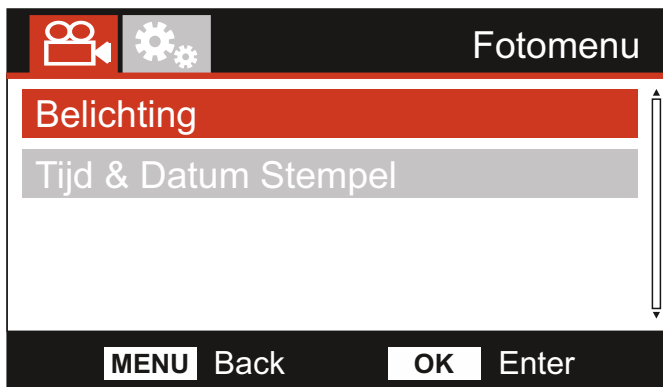 Fotomenu
Belichting
Tijd & Datum Stempel
MENU Back OK Enter